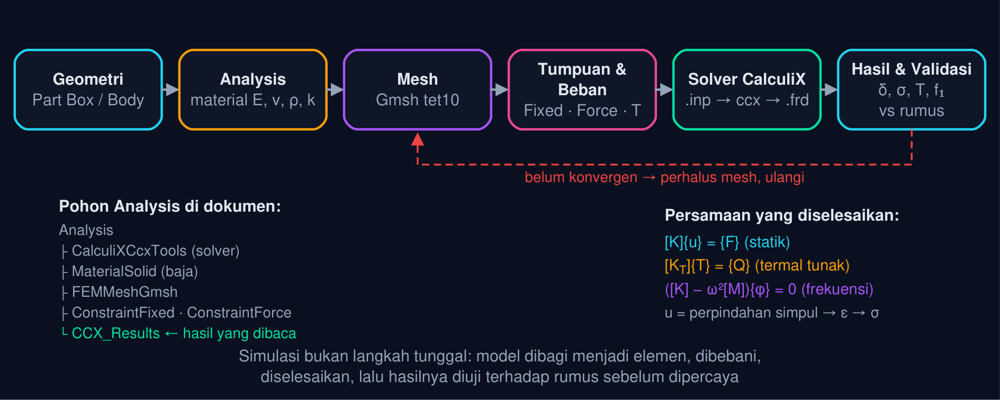 Geometri
Part Box / Body
Analysis
material E, ν, ρ, k
Mesh
Gmsh tet10
Tumpuan &
Beban
Fixed · Force · T
Solver CalculiX
.inp → ccx → .frd
Hasil & Validasi
δ, σ, T, f₁
vs rumus
belum konvergen → perhalus mesh, ulangi
Pohon Analysis di dokumen:
Analysis
├ CalculiXCcxTools (solver)
├ MaterialSolid (baja)
├ FEMMeshGmsh
├ ConstraintFixed · ConstraintForce
└ CCX_Results ← hasil yang dibaca
Persamaan yang diselesaikan:
[K]{u} = {F} (statik)
[K_T]{T} = {Q} (termal tunak)
([K] − ω²[M]){φ} = 0 (frekuensi)
u = perpindahan simpul → ε → σ
Simulasi bukan langkah tunggal: model dibagi menjadi elemen, dibebani,
diselesaikan, lalu hasilnya diuji terhadap rumus sebelum dipercaya